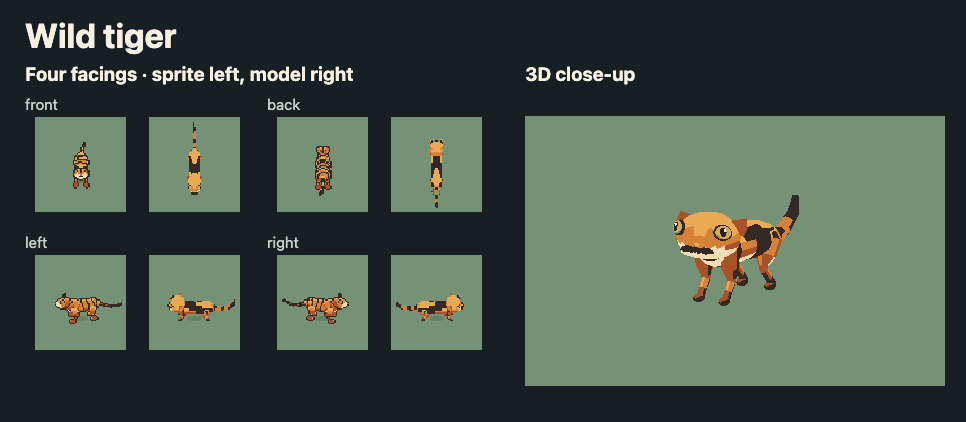 Wild tiger
Four facings · sprite left, model right
3D close-up
front
back
left
right